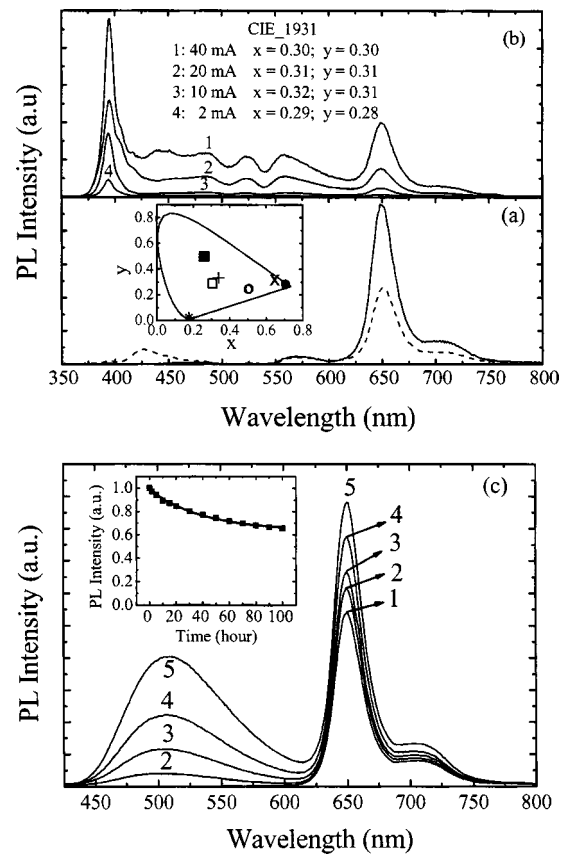 CIE_1931
(b)
1: 40 mA x = 0.30; y = 0.30
2: 20 mA x = 0.31; y = 0.31
3: 10 mA x = 0.32; y = 0.31
4: 2 mA x = 0.29; y = 0.28
PL Intensity (a.u)
1
2
3
4
(a)
0.8
0.6
0.4
0.2
0.0
y
0.0 0.2 0.4 0.6 0.8
x
PL Intensity (a.u)
350 400 450 500 550 600 650 700 750 800
Wavelength (nm)
(c)
PL Intensity (a.u.)
1.0
0.8
0.6
0.4
0.2
0.0
PL Intensity (a.u.)
0 20 40 60 80 100
Time (hour)
5
4
3
2
1
5
4
3
2
450 500 550 600 650 700 750 800
Wavelength (nm)